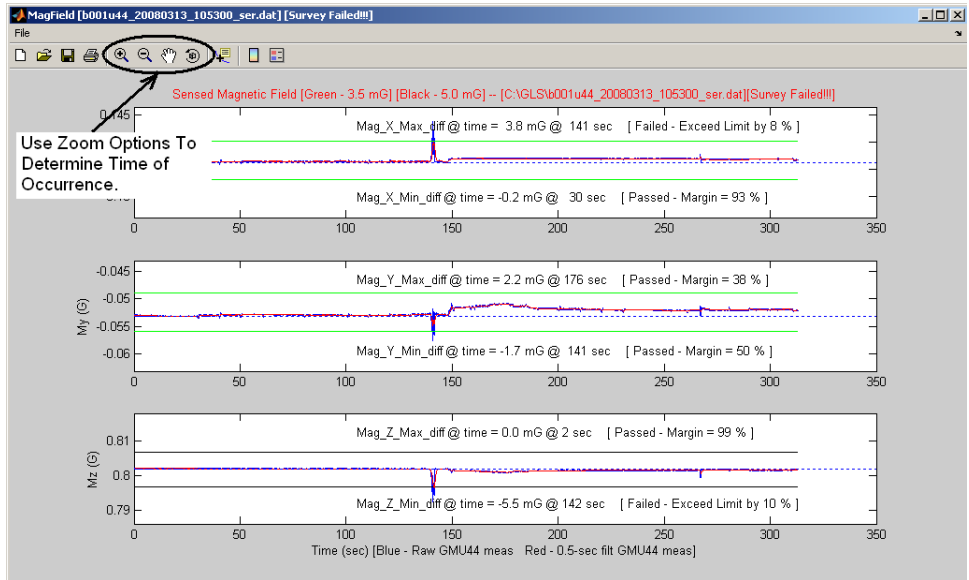 MagField [b001u44_20080313_105300_ser.dat] [Survey Failed!!!]
File
Sensed Magnetic Field [Green - 3.5 mG] [Black - 5.0 mG] -- [C:\GLS\b001u44_20080313_105300_ser.dat][Survey Failed!!!]
Use Zoom Options To
Determine Time of
Occurrence.
Mag_X_Max_diff @ time = 3.8 mG @ 141 sec [ Failed - Exceed Limit by 8 % ]
Mag_X_Min_diff @ time = -0.2 mG @ 30 sec [ Passed - Margin = 93 % ]
0 50 100 150 200 250 300 350
-0.045
-0.05
-0.055
-0.06
My (G)
Mag_Y_Max_diff @ time = 2.2 mG @ 176 sec [ Passed - Margin = 38 % ]
Mag_Y_Min_diff @ time = -1.7 mG @ 141 sec [ Passed - Margin = 50 % ]
0 50 100 150 200 250 300 350
0.81
0.8
0.79
Mz (G)
Mag_Z_Max_diff @ time = 0.0 mG @ 2 sec [ Passed - Margin = 99 % ]
Mag_Z_Min_diff @ time = -5.5 mG @ 142 sec [ Failed - Exceed Limit by 10 % ]
0 50 100 150 200 250 300 350
Time (sec) [Blue - Raw GMU44 meas Red - 0.5-sec filt GMU44 meas]